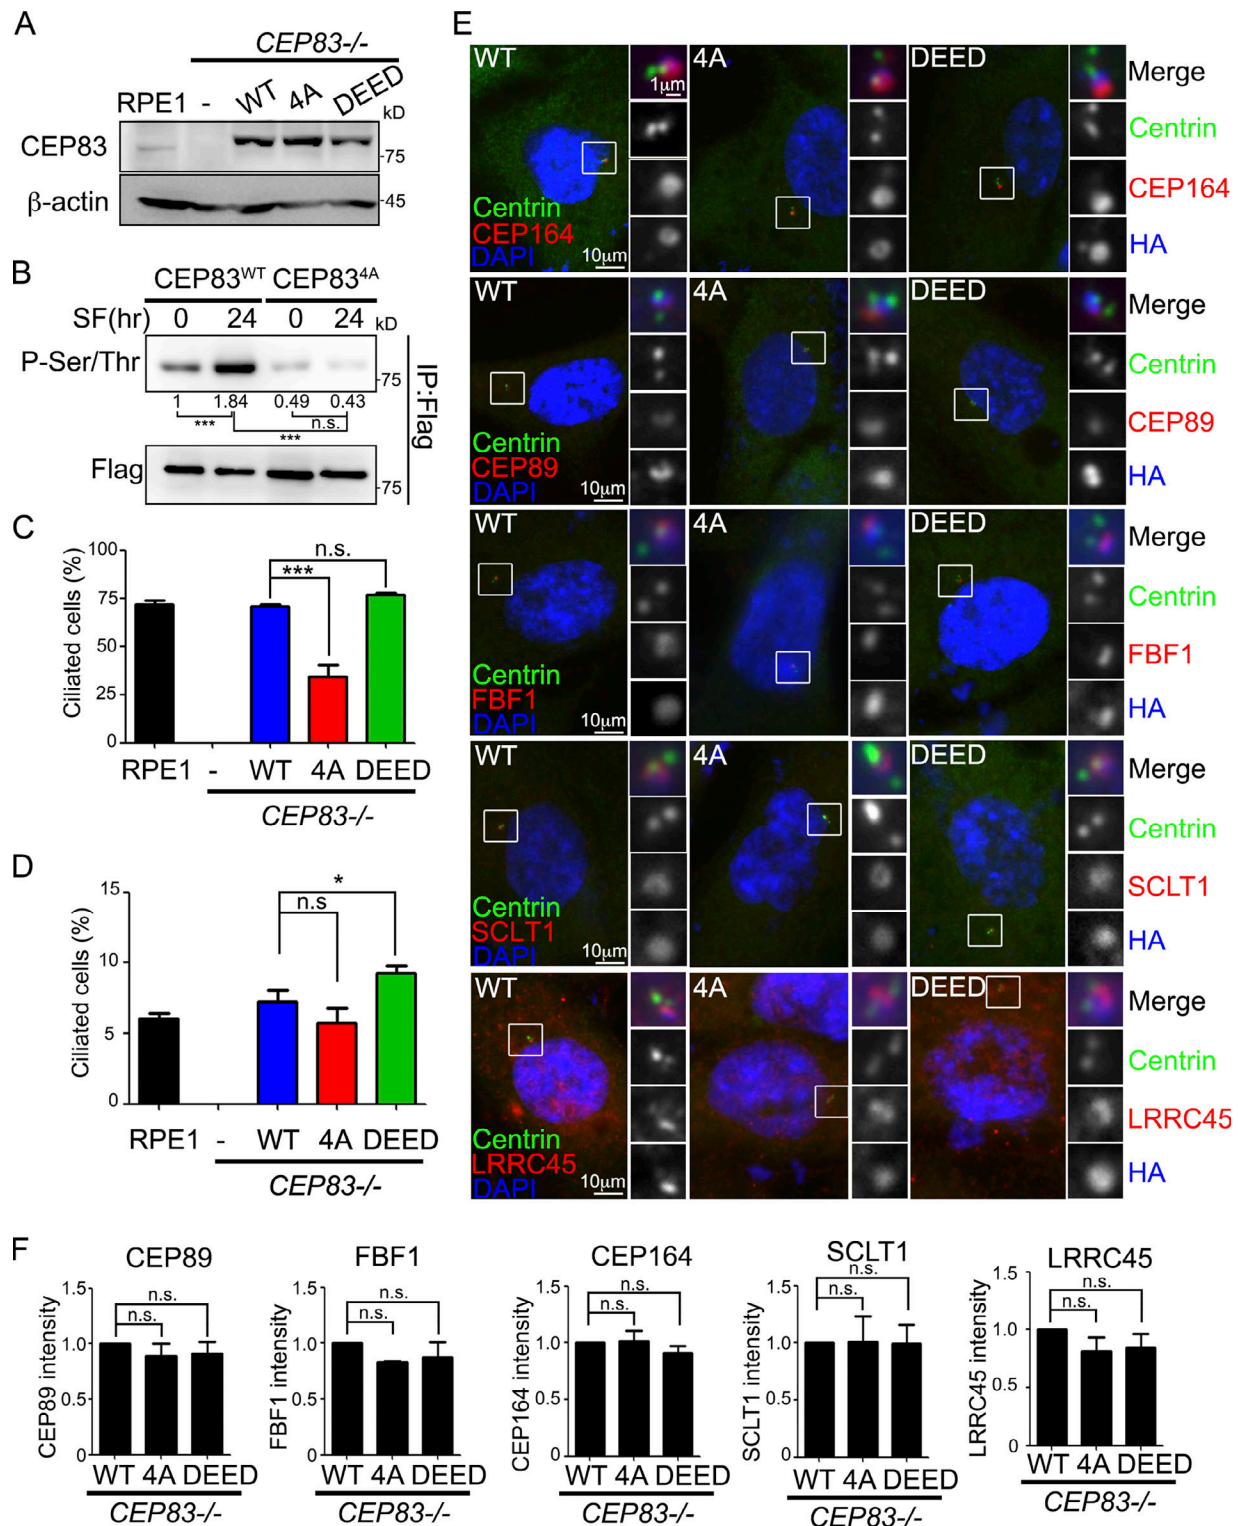 A
CEP83-/-
RPE1 - WT 4A DEED
kD
CEP83
-75
β-actin
-45
B
CEP83WT CEP834A
SF(hr) 0 24 0 24 kD
P-Ser/Thr
-75
1 1.84 0.49 0.43
*** n.s.
***
IP:Flag
Flag
-75
C
Ciliated cells (%)
100
75
50
25
0
n.s.
***
RPE1 - WT 4A DEED
CEP83-/-
D
Ciliated cells (%)
15
10
5
0
*
n.s
RPE1 - WT 4A DEED
CEP83-/-
E
WT 4A DEED
1μm
Merge
Centrin
CEP164
HA
Centrin
CEP164
DAPI
10μm
WT 4A DEED
Merge
Centrin
CEP89
HA
Centrin
CEP89
DAPI
10μm
WT 4A DEED
Merge
Centrin
FBF1
HA
Centrin
FBF1
DAPI
10μm
WT 4A DEED
Merge
Centrin
SCLT1
HA
Centrin
SCLT1
DAPI
10μm
WT 4A DEED
Merge
Centrin
LRRC45
HA
Centrin
LRRC45
DAPI
10μm
F
CEP89
CEP89 intensity
1.5
1.0
0.5
0
n.s.
n.s.
WT 4A DEED
CEP83-/-
FBF1
FBF1 intensity
1.5
1.0
0.5
0
n.s.
n.s.
WT 4A DEED
CEP83-/-
CEP164
CEP164 intensity
1.5
1.0
0.5
0
n.s.
n.s.
WT 4A DEED
CEP83-/-
SCLT1
SCLT1 intensity
1.5
1.0
0.5
0
n.s.
n.s.
WT 4A DEED
CEP83-/-
LRRC45
LRRC45 intensity
1.5
1.0
0.5
0
n.s.
n.s.
WT 4A DEED
CEP83-/-